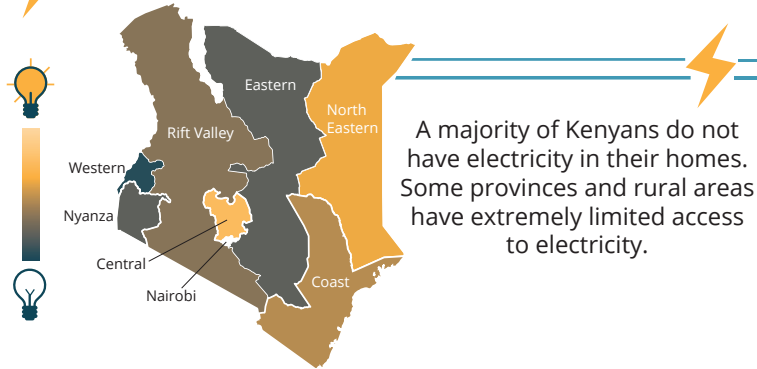 Eastern
North
Eastern
Rift Valley
Western
Nyanza
Central
Nairobi
Coast
A majority of Kenyans do not
have electricity in their homes.
Some provinces and rural areas
have extremely limited access
to electricity.